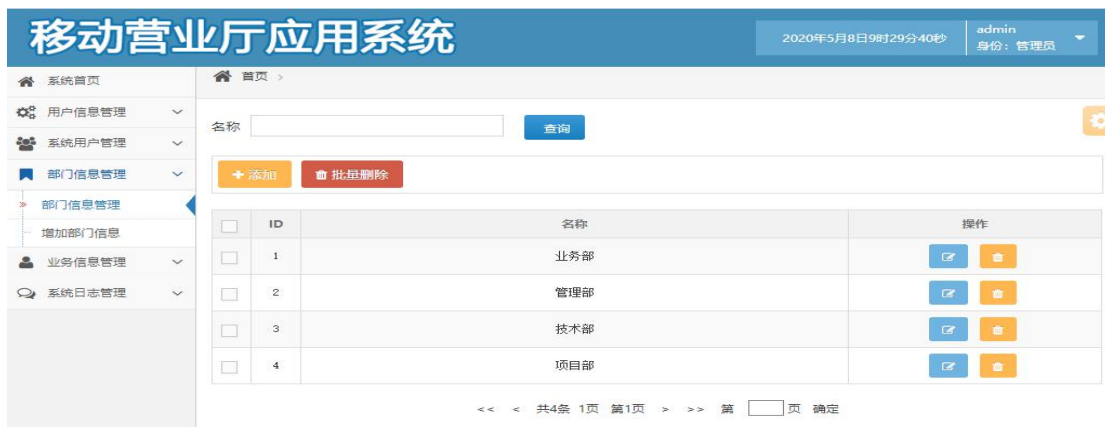 移动营业厅应用系统
2020年5月8日9时29分40秒
admin
身份：管理员
系统首页
用户信息管理
系统用户管理
部门信息管理
部门信息管理
增加部门信息
业务信息管理
系统日志管理
首页 >
名称
查询
添加
批量删除
ID 名称 操作
1 业务部
2 管理部
3 技术部
4 项目部
<< < 共4条 1页 第1页 > >> 第 页 确定